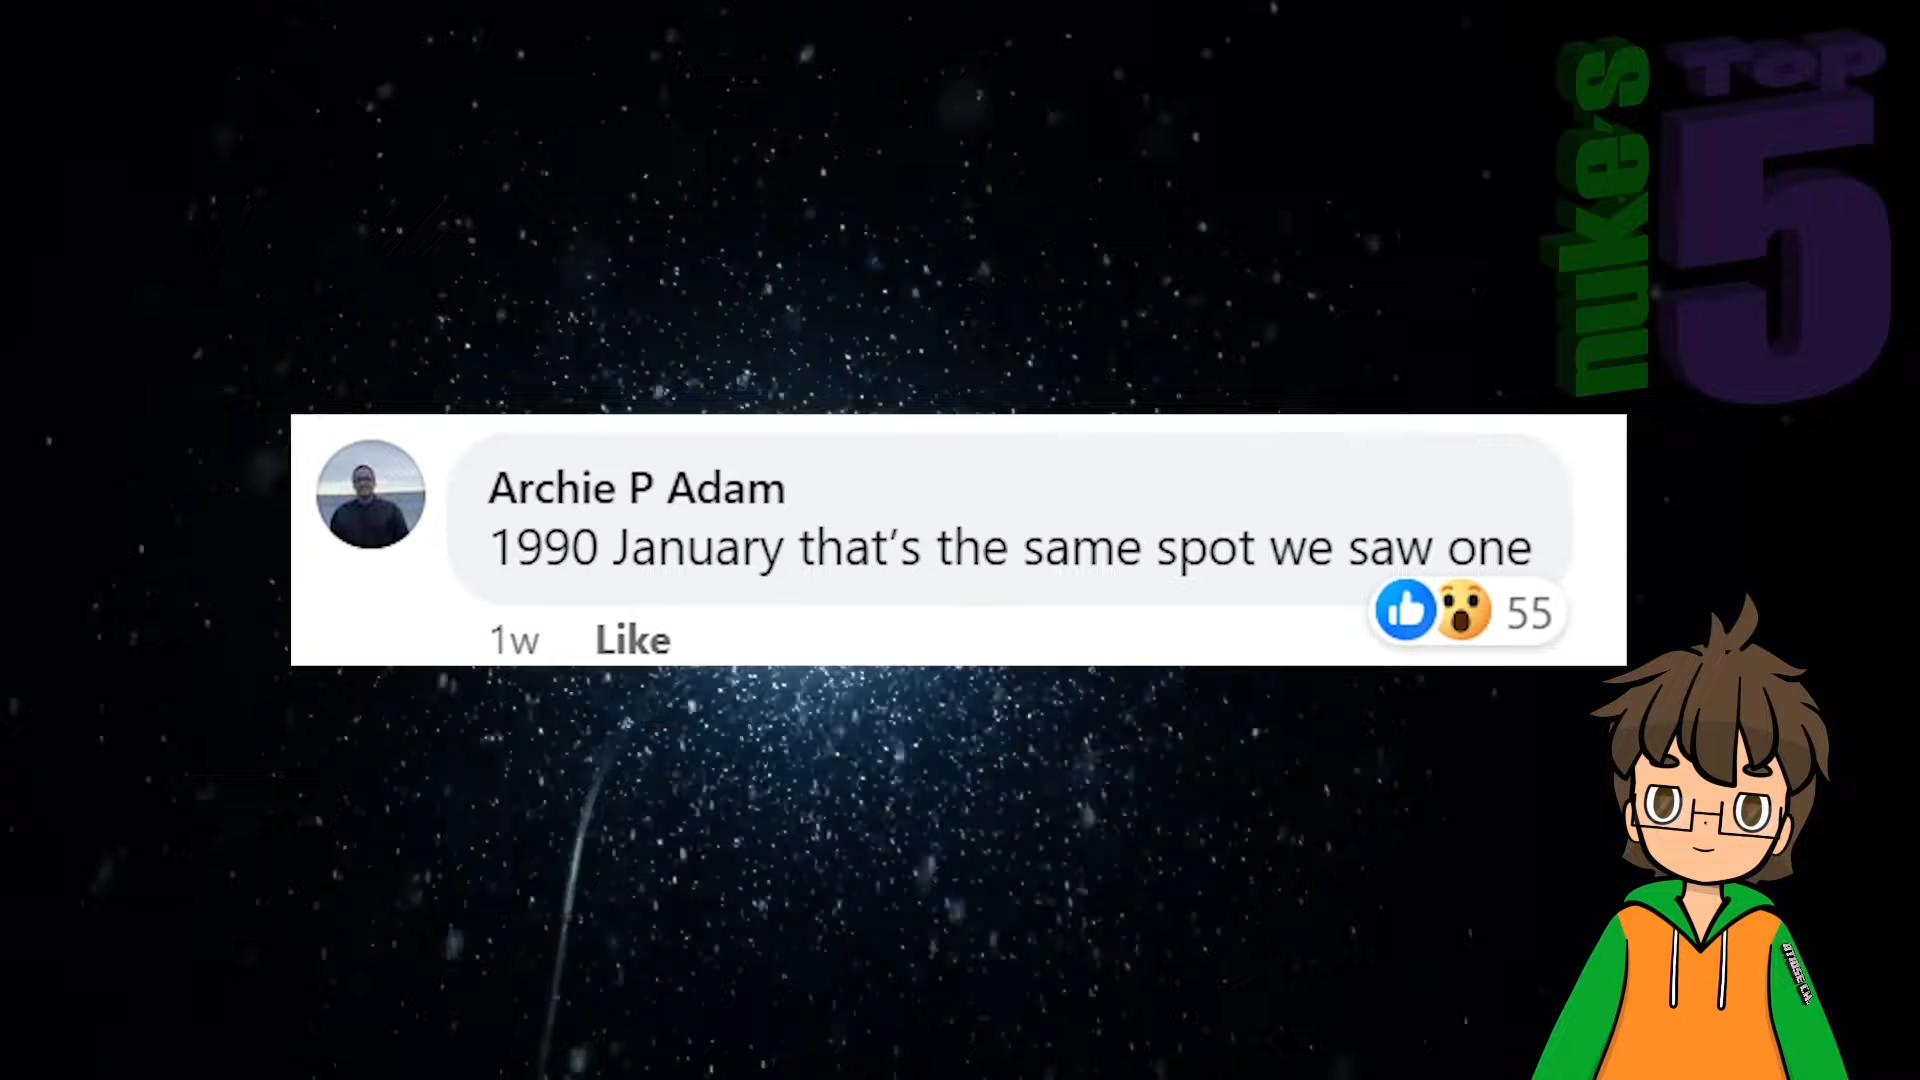 nuke's
TOP
5
Archie P Adam
1990 January that's the same spot we saw one
55
1w Like